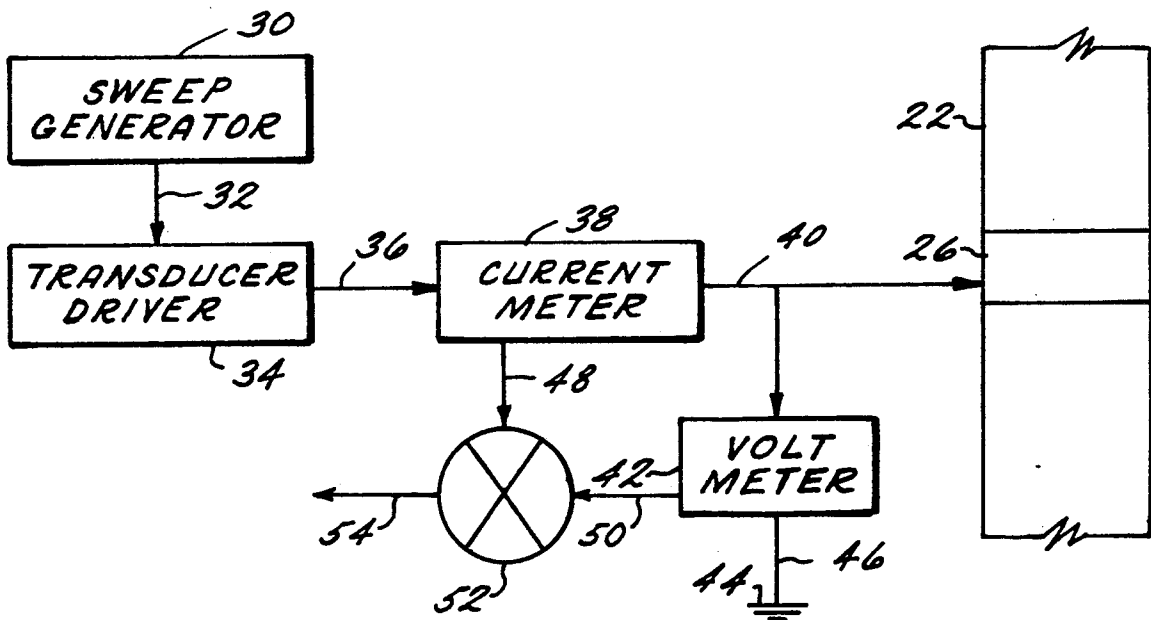 30
SWEEP
GENERATOR
22
32
38
40
26
36
TRANSDUCER
DRIVER
CURRENT
METER
34
48
VOLT
METER
42
54
50
52
44
46